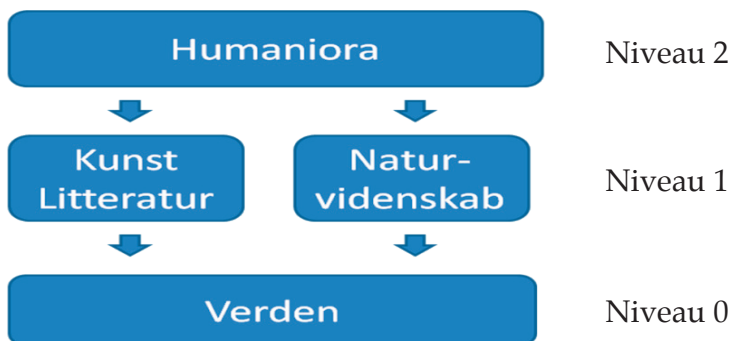 Humaniora
Niveau 2
Kunst
Litteratur
Natur-
videnskab
Niveau 1
Verden
Niveau 0